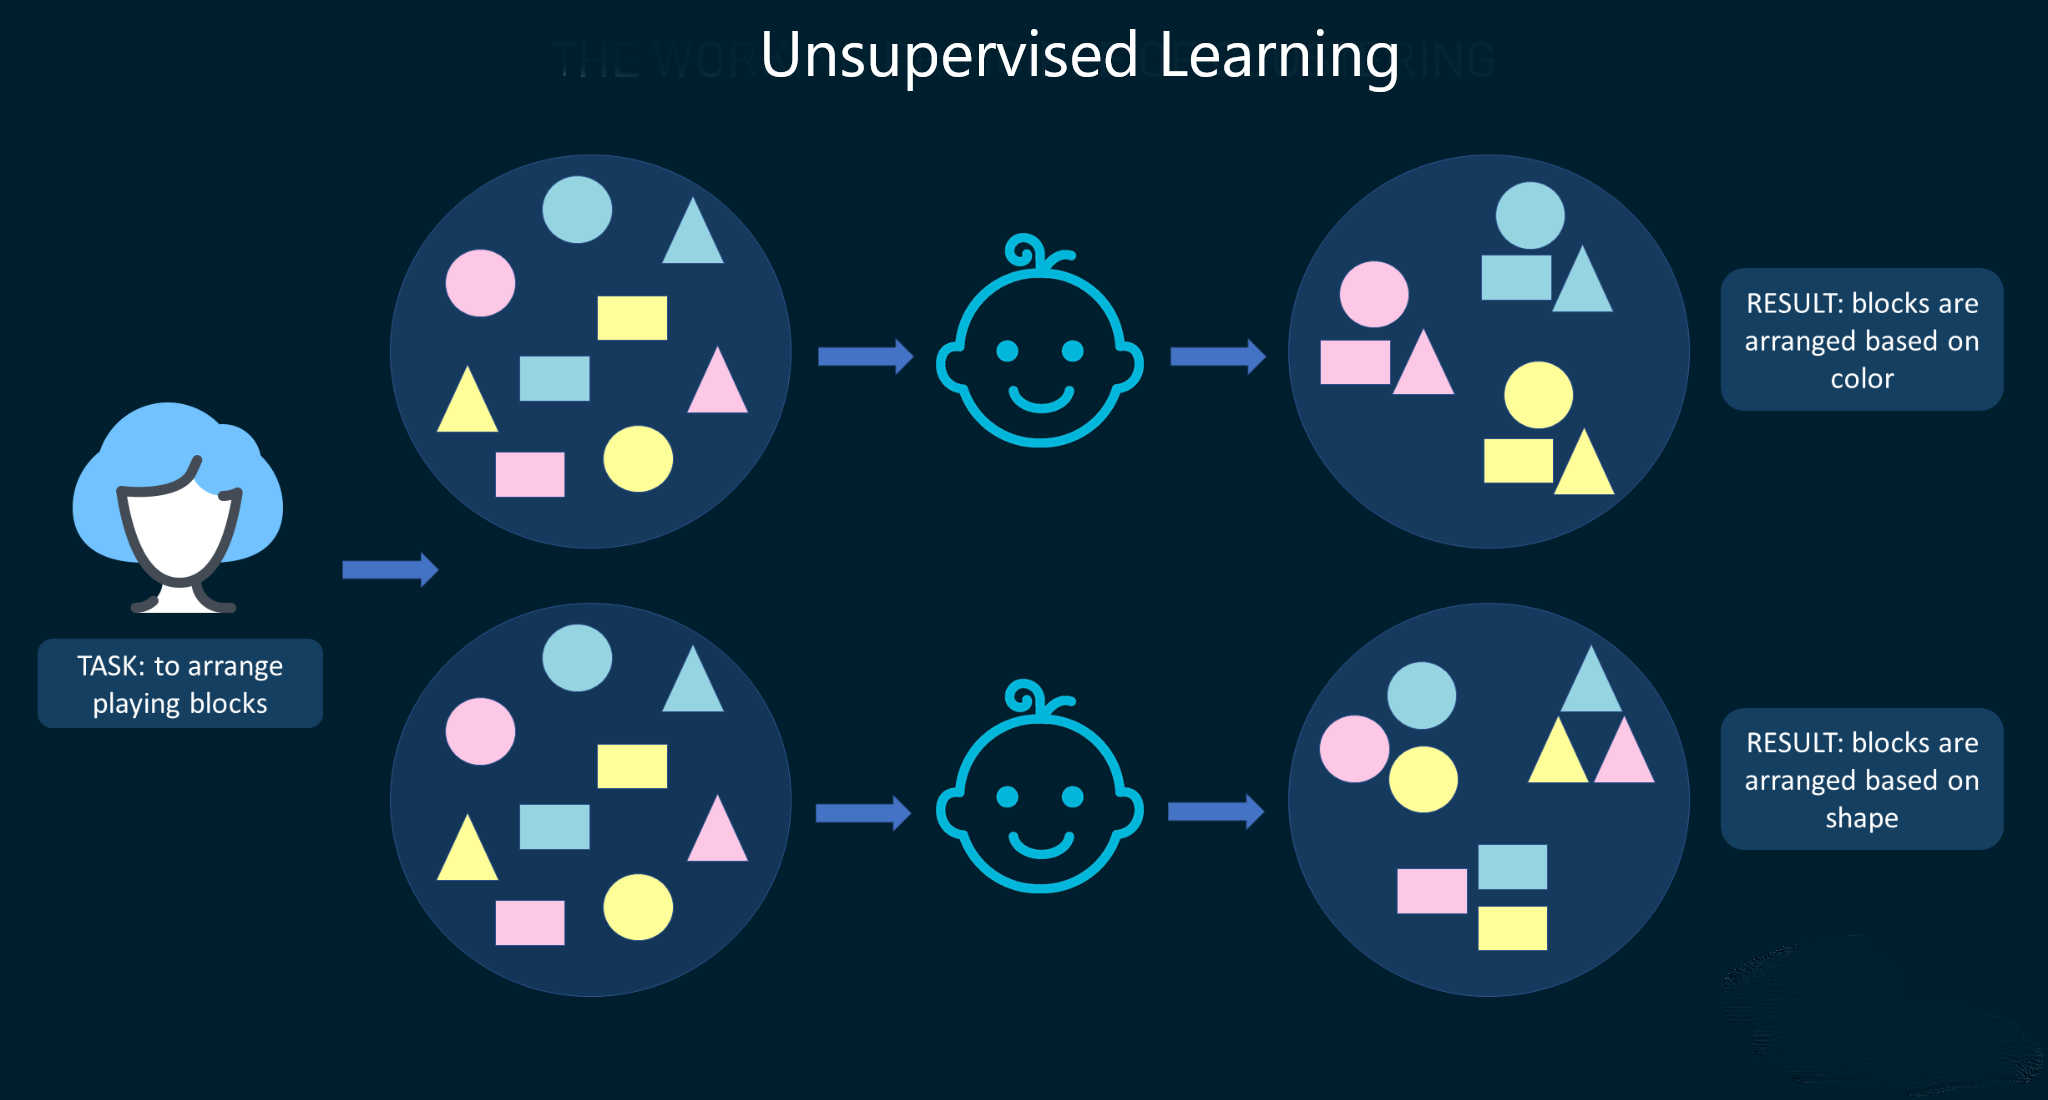 Unsupervised Learning
TASK: to arrange
playing blocks
RESULT: blocks are
arranged based on
color
RESULT: blocks are
arranged based on
shape